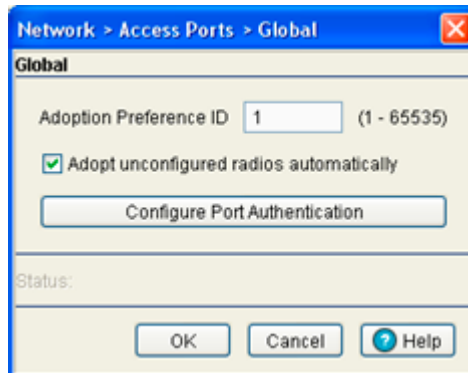 Network > Access Ports > Global
Global
Adoption Preference ID 1 (1 - 65535)
Adopt unconfigured radios automatically
Configure Port Authentication
Status:
OK Cancel ? Help